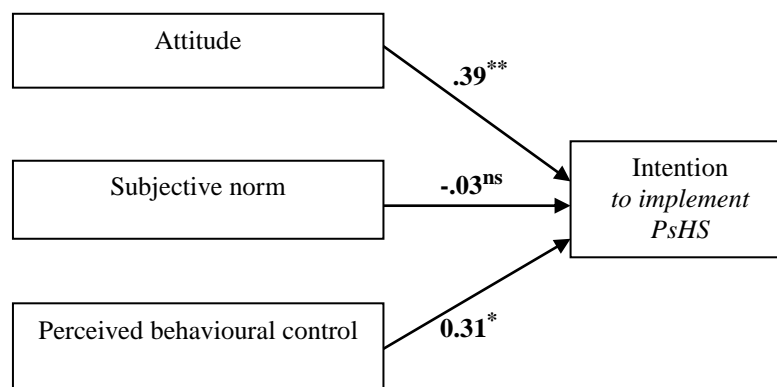 Attitude
.39**
Subjective norm
-.03ns
Intention
to implement
PsHS
Perceived behavioural control
0.31*